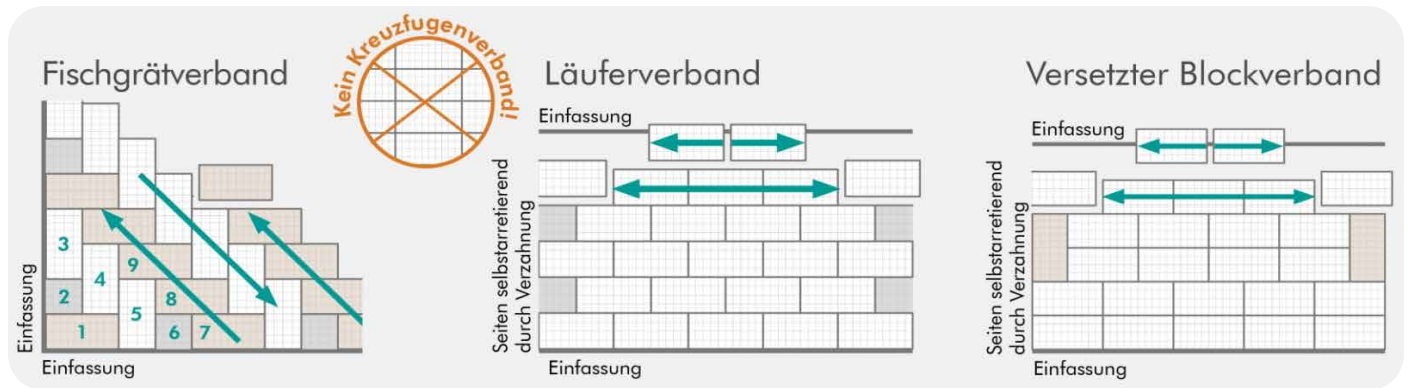 Fischgrätverband
Einfassung
3
4
9
2
5
8
1
6
7
Einfassung
Kein Kreuzfugenverband!
Läuferverband
Einfassung
Seiten selbstarretierend
durch Verzahnung
Einfassung
Versetzter Blockverband
Einfassung
Seiten selbstarretierend
durch Verzahnung
Einfassung